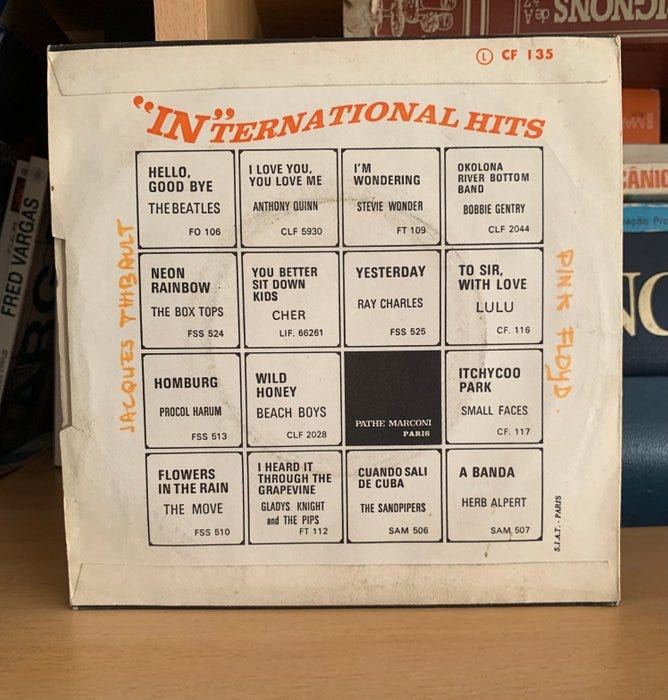 Ⓛ CF 135
"IN"TERNATIONAL HITS
HELLO,
GOOD BYE
THE BEATLES
FO 106
I LOVE YOU,
YOU LOVE ME
ANTHONY QUINN
CLF 5930
I'M
WONDERING
STEVIE WONDER
FT 109
OKOLONA
RIVER BOTTOM
BAND
BOBBIE GENTRY
CLF 2044
NEON
RAINBOW
THE BOX TOPS
FSS 524
YOU BETTER
SIT DOWN
KIDS
CHER
LIF. 66261
YESTERDAY
RAY CHARLES
FSS 525
TO SIR,
WITH LOVE
LULU
CF. 116
HOMBURG
PROCOL HARUM
FSS 513
WILD
HONEY
BEACH BOYS
CLF 2028
PATHE MARCONI
PARIS
ITCHYCOO
PARK
SMALL FACES
CF. 117
FLOWERS
IN THE RAIN
THE MOVE
FSS 510
I HEARD IT
THROUGH THE
GRAPEVINE
GLADYS KNIGHT
and THE PIPS
FT 112
CUANDO SALI
DE CUBA
THE SANDPIPERS
SAM 506
A BANDA
HERB ALPERT
SAM 507
JACQUES THIBAULT
PINK FLOYD.
S.I.A.T. - PARIS
FRED VARGAS